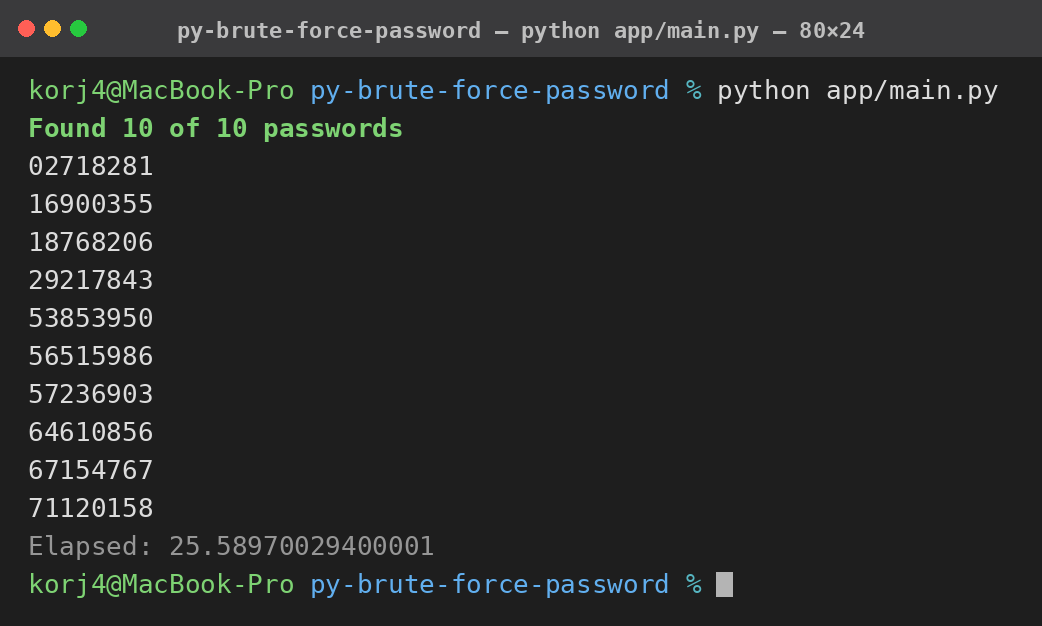 py-brute-force-password — python app/main.py — 80×24
korj4@MacBook-Pro py-brute-force-password % python app/main.py
Found 10 of 10 passwords
02718281
16900355
18768206
29217843
53853950
56515986
57236903
64610856
67154767
71120158
Elapsed: 25.58970029400001
korj4@MacBook-Pro py-brute-force-password %